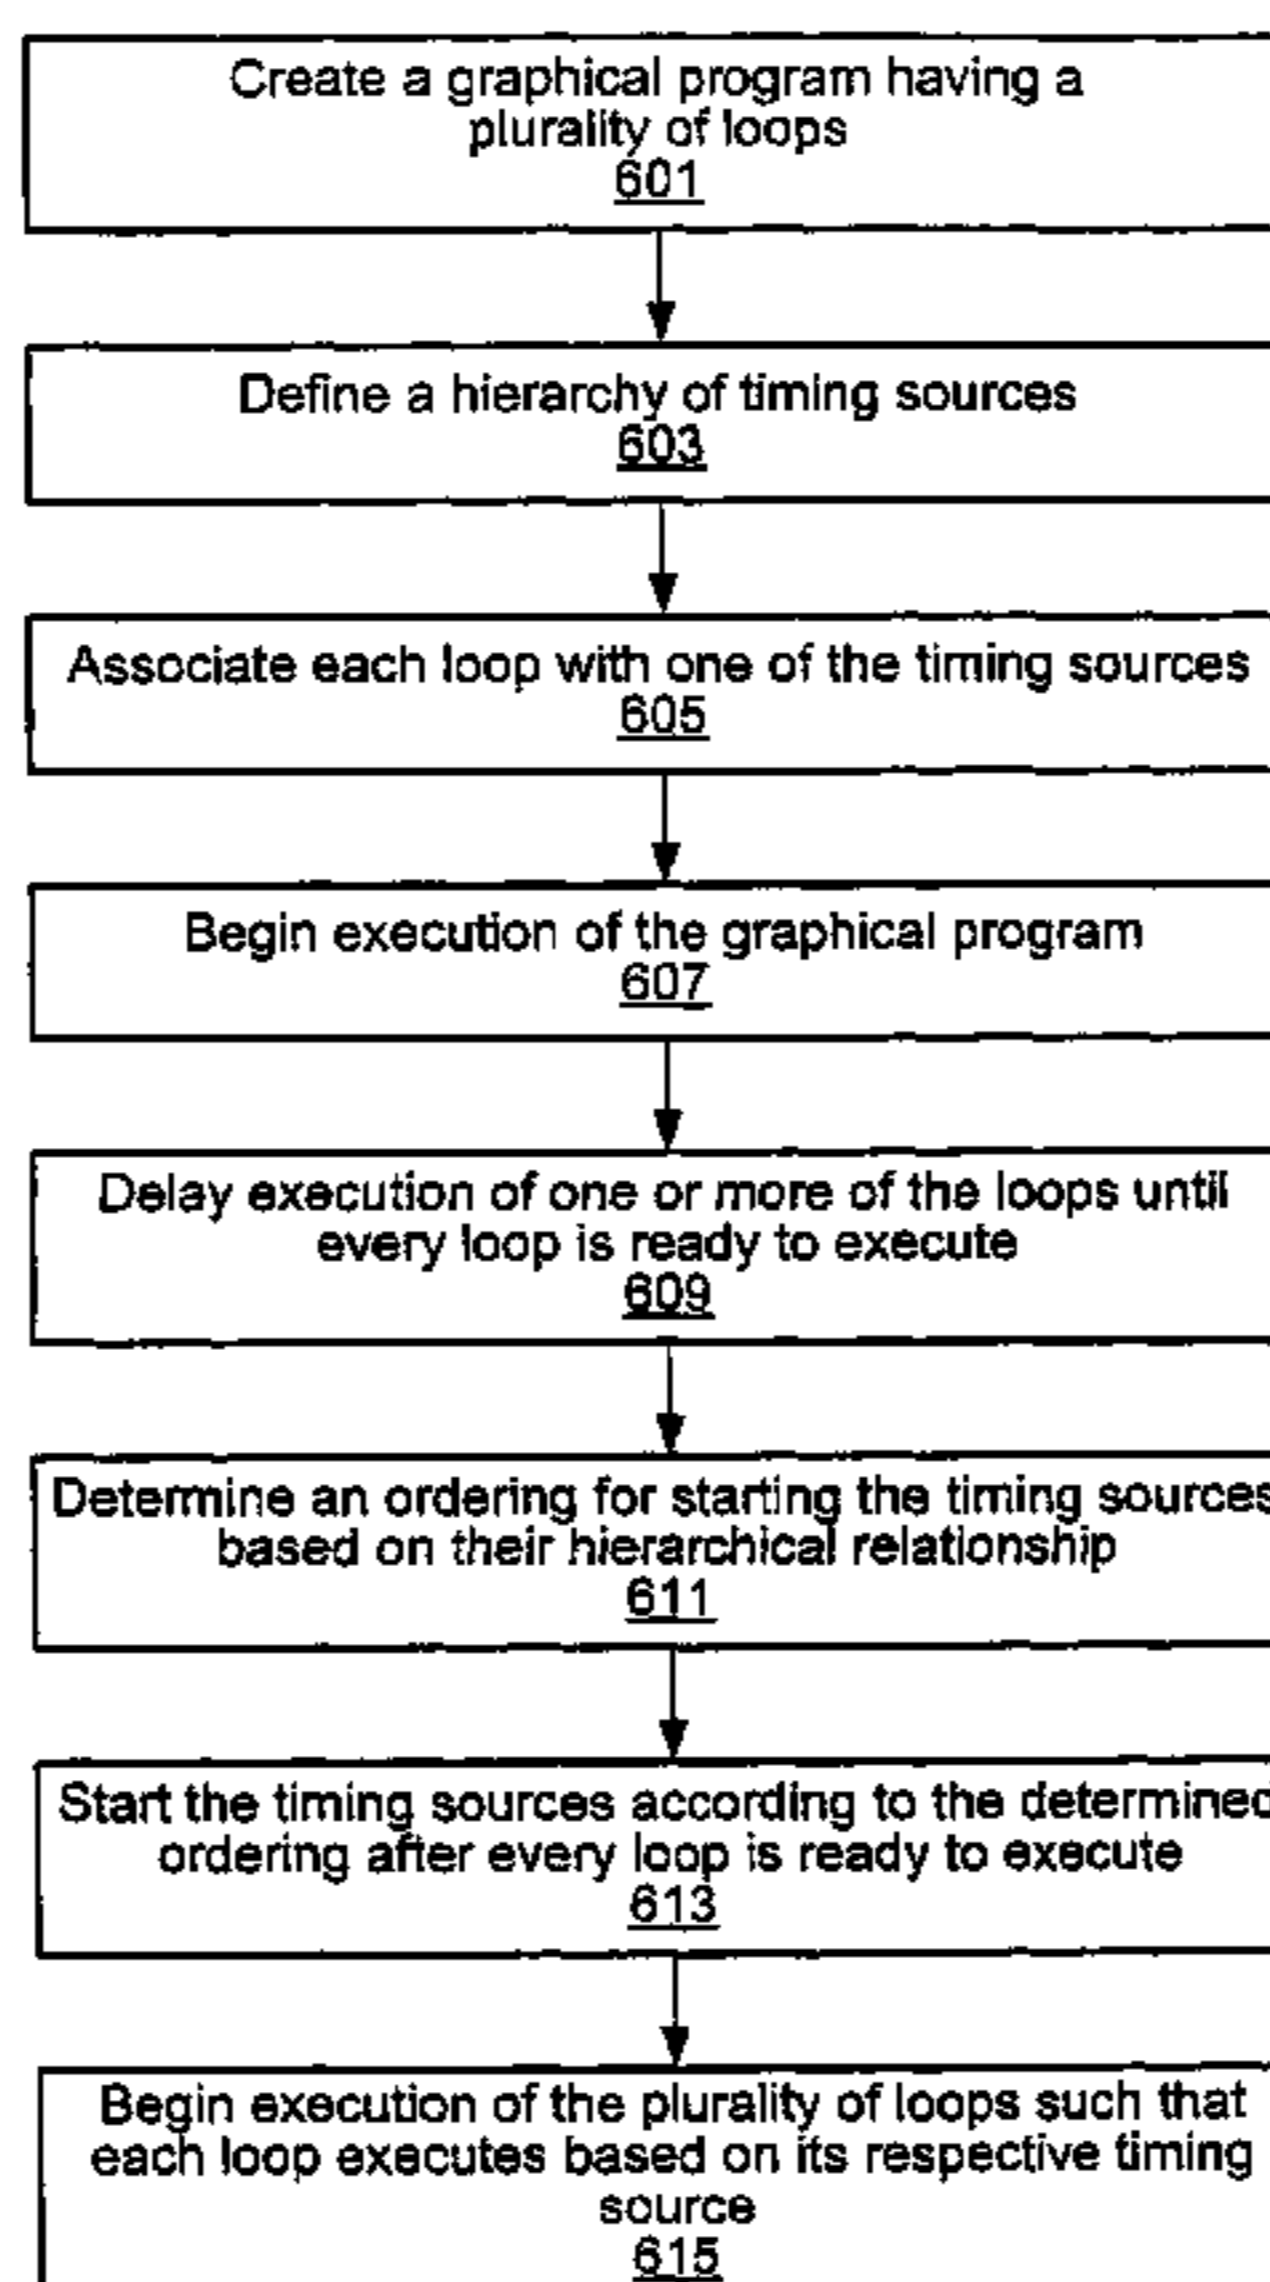 Create a graphical program having a
plurality of loops
601
Define a hierarchy of timing sources
603
Associate each loop with one of the timing sources
605
Begin execution of the graphical program
607
Delay execution of one or more of the loops until
every loop is ready to execute
609
Determine an ordering for starting the timing sources
based on their hierarchical relationship
611
Start the timing sources according to the determined
ordering after every loop is ready to execute
613
Begin execution of the plurality of loops such that
each loop executes based on its respective timing
source
615